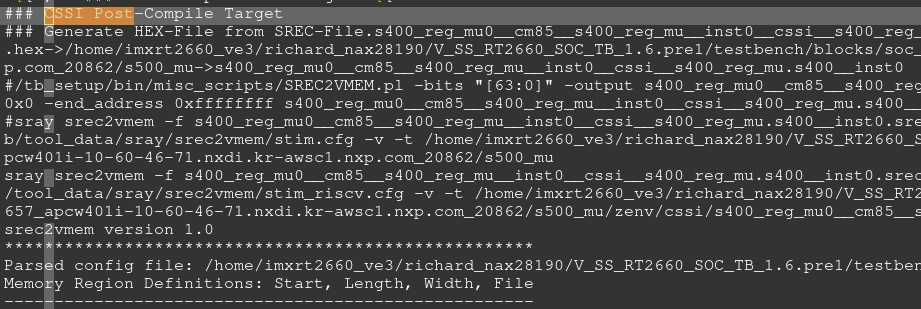 ### CSSI Post-Compile Target
### Generate HEX-File from SREC-File.s400_reg_mu0__cm85__s400_reg_mu__inst0__cssi__s400_reg_
.hex->/home/imxrt2660_ve3/richard_nax28190/V_SS_RT2660_SOC_TB_1.6.pre1/testbench/blocks/soc_
p.com_20862/s500_mu->s400_reg_mu0__cm85__s400_reg_mu__inst0__cssi__s400_reg_mu.s400__inst0
#/tb_setup/bin/misc_scripts/SREC2VMEM.pl -bits "[63:0]" -output s400_reg_mu0__cm85__s400_reg
0x0 -end_address 0xffffffff s400_reg_mu0__cm85__s400_reg_mu__inst0__cssi__s400_reg_mu.s400__
#sray srec2vmem -f s400_reg_mu0__cm85__s400_reg_mu__inst0__cssi__s400_reg_mu.s400__inst0.sre
b/tool_data/sray/srec2vmem/stim.cfg -v -t /home/imxrt2660_ve3/richard_nax28190/V_SS_RT2660_S
pcw401i-10-60-46-71.nxdi.kr-awsc1.nxp.com_20862/s500_mu
sray srec2vmem -f s400_reg_mu0__cm85__s400_reg_mu__inst0__cssi__s400_reg_mu.s400__inst0.srec
/tool_data/sray/srec2vmem/stim_riscv.cfg -v -t /home/imxrt2660_ve3/richard_nax28190/V_SS_RT2
657_apcw401i-10-60-46-71.nxdi.kr-awsc1.nxp.com_20862/s500_mu/zenv/cssi/s400_reg_mu0__cm85__s
srec2vmem version 1.0
*****************************************************
Parsed config file: /home/imxrt2660_ve3/richard_nax28190/V_SS_RT2660_SOC_TB_1.6.pre1/testben
Memory Region Definitions: Start, Length, Width, File
-----------------------------------------------------